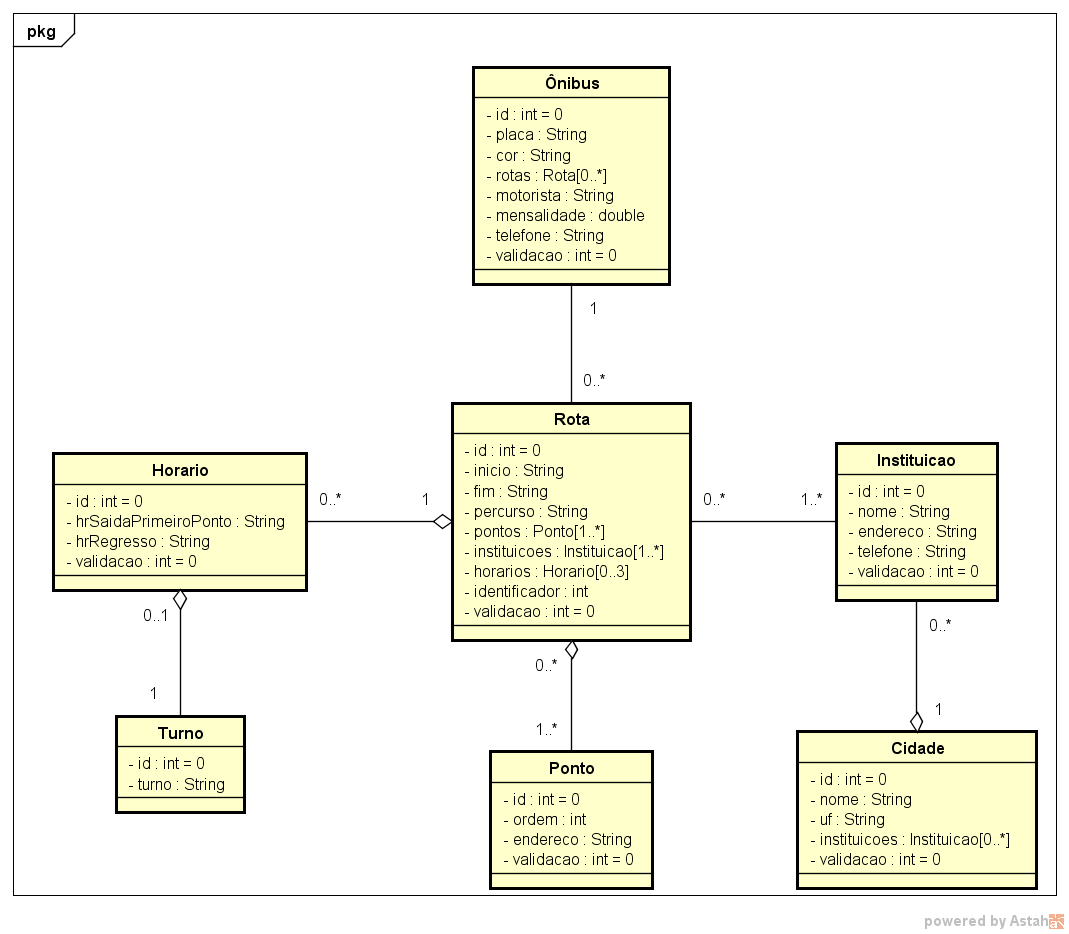 pkg
Ônibus
- id : int = 0
- placa : String
- cor : String
- rotas : Rota[0..*]
- motorista : String
- mensalidade : double
- telefone : String
- validacao : int = 0
1
0..*
Rota
- id : int = 0
- inicio : String
- fim : String
- percurso : String
- pontos : Ponto[1..*]
- instituicoes : Instituicao[1..*]
- horarios : Horario[0..3]
- identificador : int
- validacao : int = 0
Horario
- id : int = 0
- hrSaidaPrimeiroPonto : String
- hrRegresso : String
- validacao : int = 0
0..*
1
0..*
1..*
Instituicao
- id : int = 0
- nome : String
- endereco : String
- telefone : String
- validacao : int = 0
0..1
1
Turno
- id : int = 0
- turno : String
0..*
1..*
Ponto
- id : int = 0
- ordem : int
- endereco : String
- validacao : int = 0
0..*
1
Cidade
- id : int = 0
- nome : String
- uf : String
- instituicoes : Instituicao[0..*]
- validacao : int = 0
powered by Astah